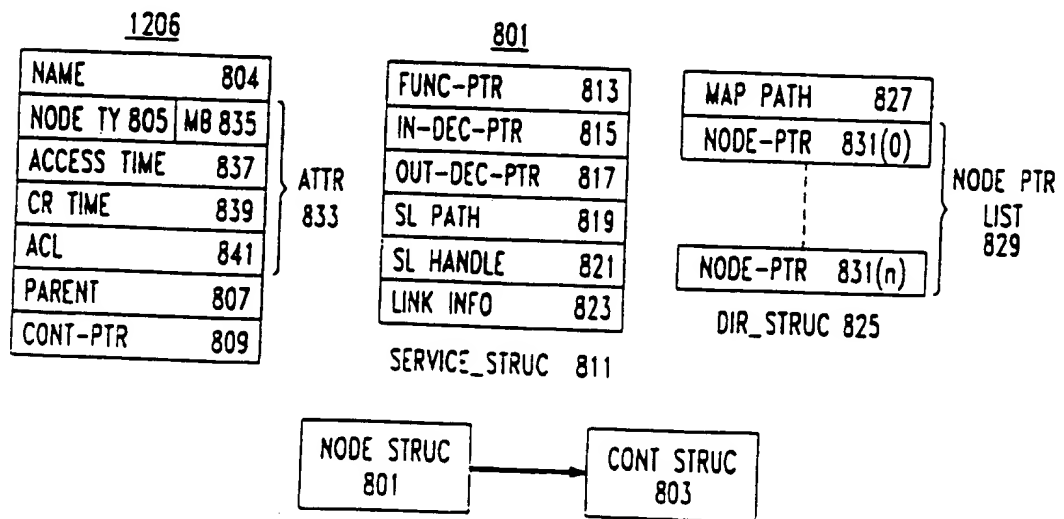 1206
NAME 804
NODE TY 805 MB 835
ACCESS TIME 837
CR TIME 839
ACL 841
PARENT 807
CONT-PTR 809
ATTR
833
801
FUNC-PTR 813
IN-DEC-PTR 815
OUT-DEC-PTR 817
SL PATH 819
SL HANDLE 821
LINK INFO 823
SERVICE_STRUC 811
MAP PATH 827
NODE-PTR 831(0)
NODE-PTR 831(n)
DIR_STRUC 825
NODE PTR
LIST
829
NODE STRUC
801
CONT STRUC
803